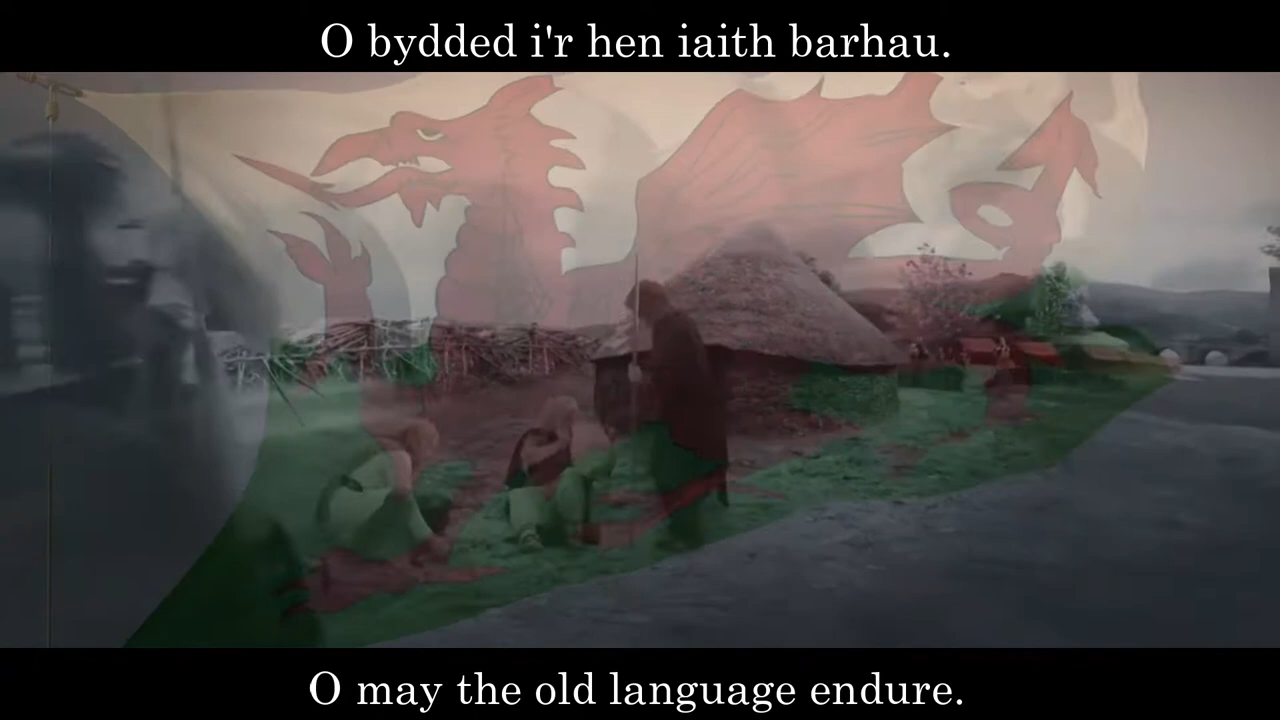 O bydded i'r hen iaith barhau.
O may the old language endure.